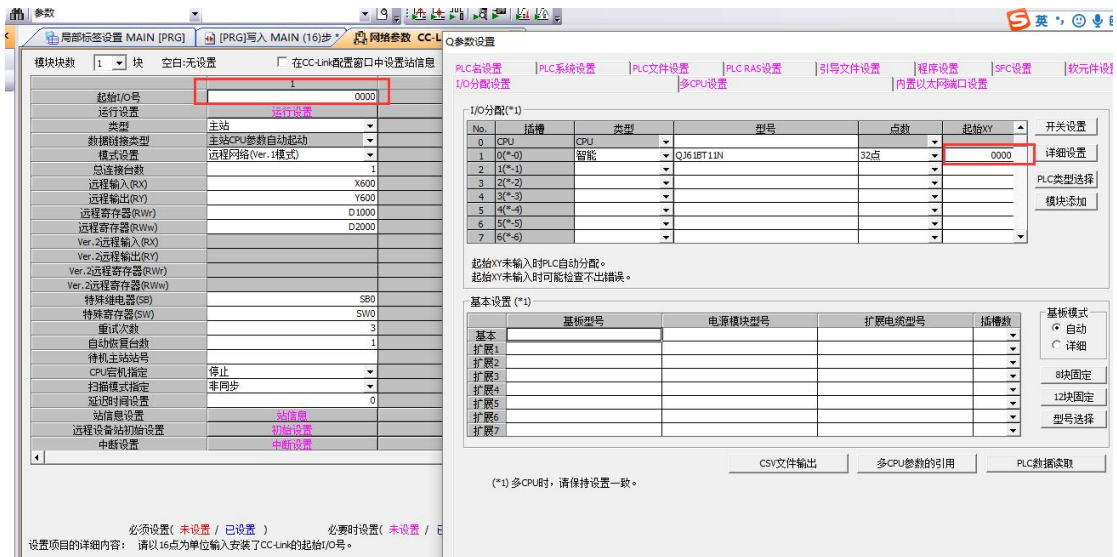 参数
英
局部标签设置 MAIN [PRG]
[PRG]写入 MAIN (16)步 *
网络参数 CC-L
模块块数 1 块 空白:无设置 在CC-Link配置窗口中设置站信息
1
起始I/O号 0000
运行设置 运行设置
类型 主站
数据链接类型 主站CPU参数自动起动
模式设置 远程网络(Ver.1模式)
总连接台数 1
远程输入(RX) X600
远程输出(RY) Y600
远程寄存器(RWr) D1000
远程寄存器(RWw) D2000
Ver.2远程输入(RX)
Ver.2远程输出(RY)
Ver.2远程寄存器(RWr)
Ver.2远程寄存器(RWw)
特殊继电器(SB) SB0
特殊寄存器(SW) SW0
重试次数 3
自动恢复台数 1
待机主站站号
CPU宕机指定 停止
扫描模式指定 非同步
延迟时间设置 0
站信息设置 站信息
远程设备站初始设置 初始设置
中断设置 中断设置
必须设置( 未设置 / 已设置 ) 必要时设置( 未设置 /
设置项目的详细内容: 请以16点为单位输入安装了CC-Link的起始I/O号。
Q参数设置
PLC名设置 PLC系统设置 PLC文件设置 PLC RAS设置 引导文件设置 程序设置 SFC设置 软元件设
I/O分配设置 多CPU设置 内置以太网端口设置
I/O分配(*1)
No. 插槽 类型 型号 点数 起始XY
0 CPU CPU
1 0(*-0) 智能 QJ61BT11N 32点 0000
2 1(*-1)
3 2(*-2)
4 3(*-3)
5 4(*-4)
6 5(*-5)
7 6(*-6)
开关设置
详细设置
PLC类型选择
模块添加
起始XY未输入时PLC自动分配。
起始XY未输入时可能检查不出错误。
基本设置 (*1)
基板型号 电源模块型号 扩展电缆型号 插槽数
基本
扩展1
扩展2
扩展3
扩展4
扩展5
扩展6
扩展7
基板模式
自动
详细
8块固定
12块固定
型号选择
CSV文件输出 多CPU参数的引用 PLC数据读取
(*1) 多CPU时，请保持设置一致。